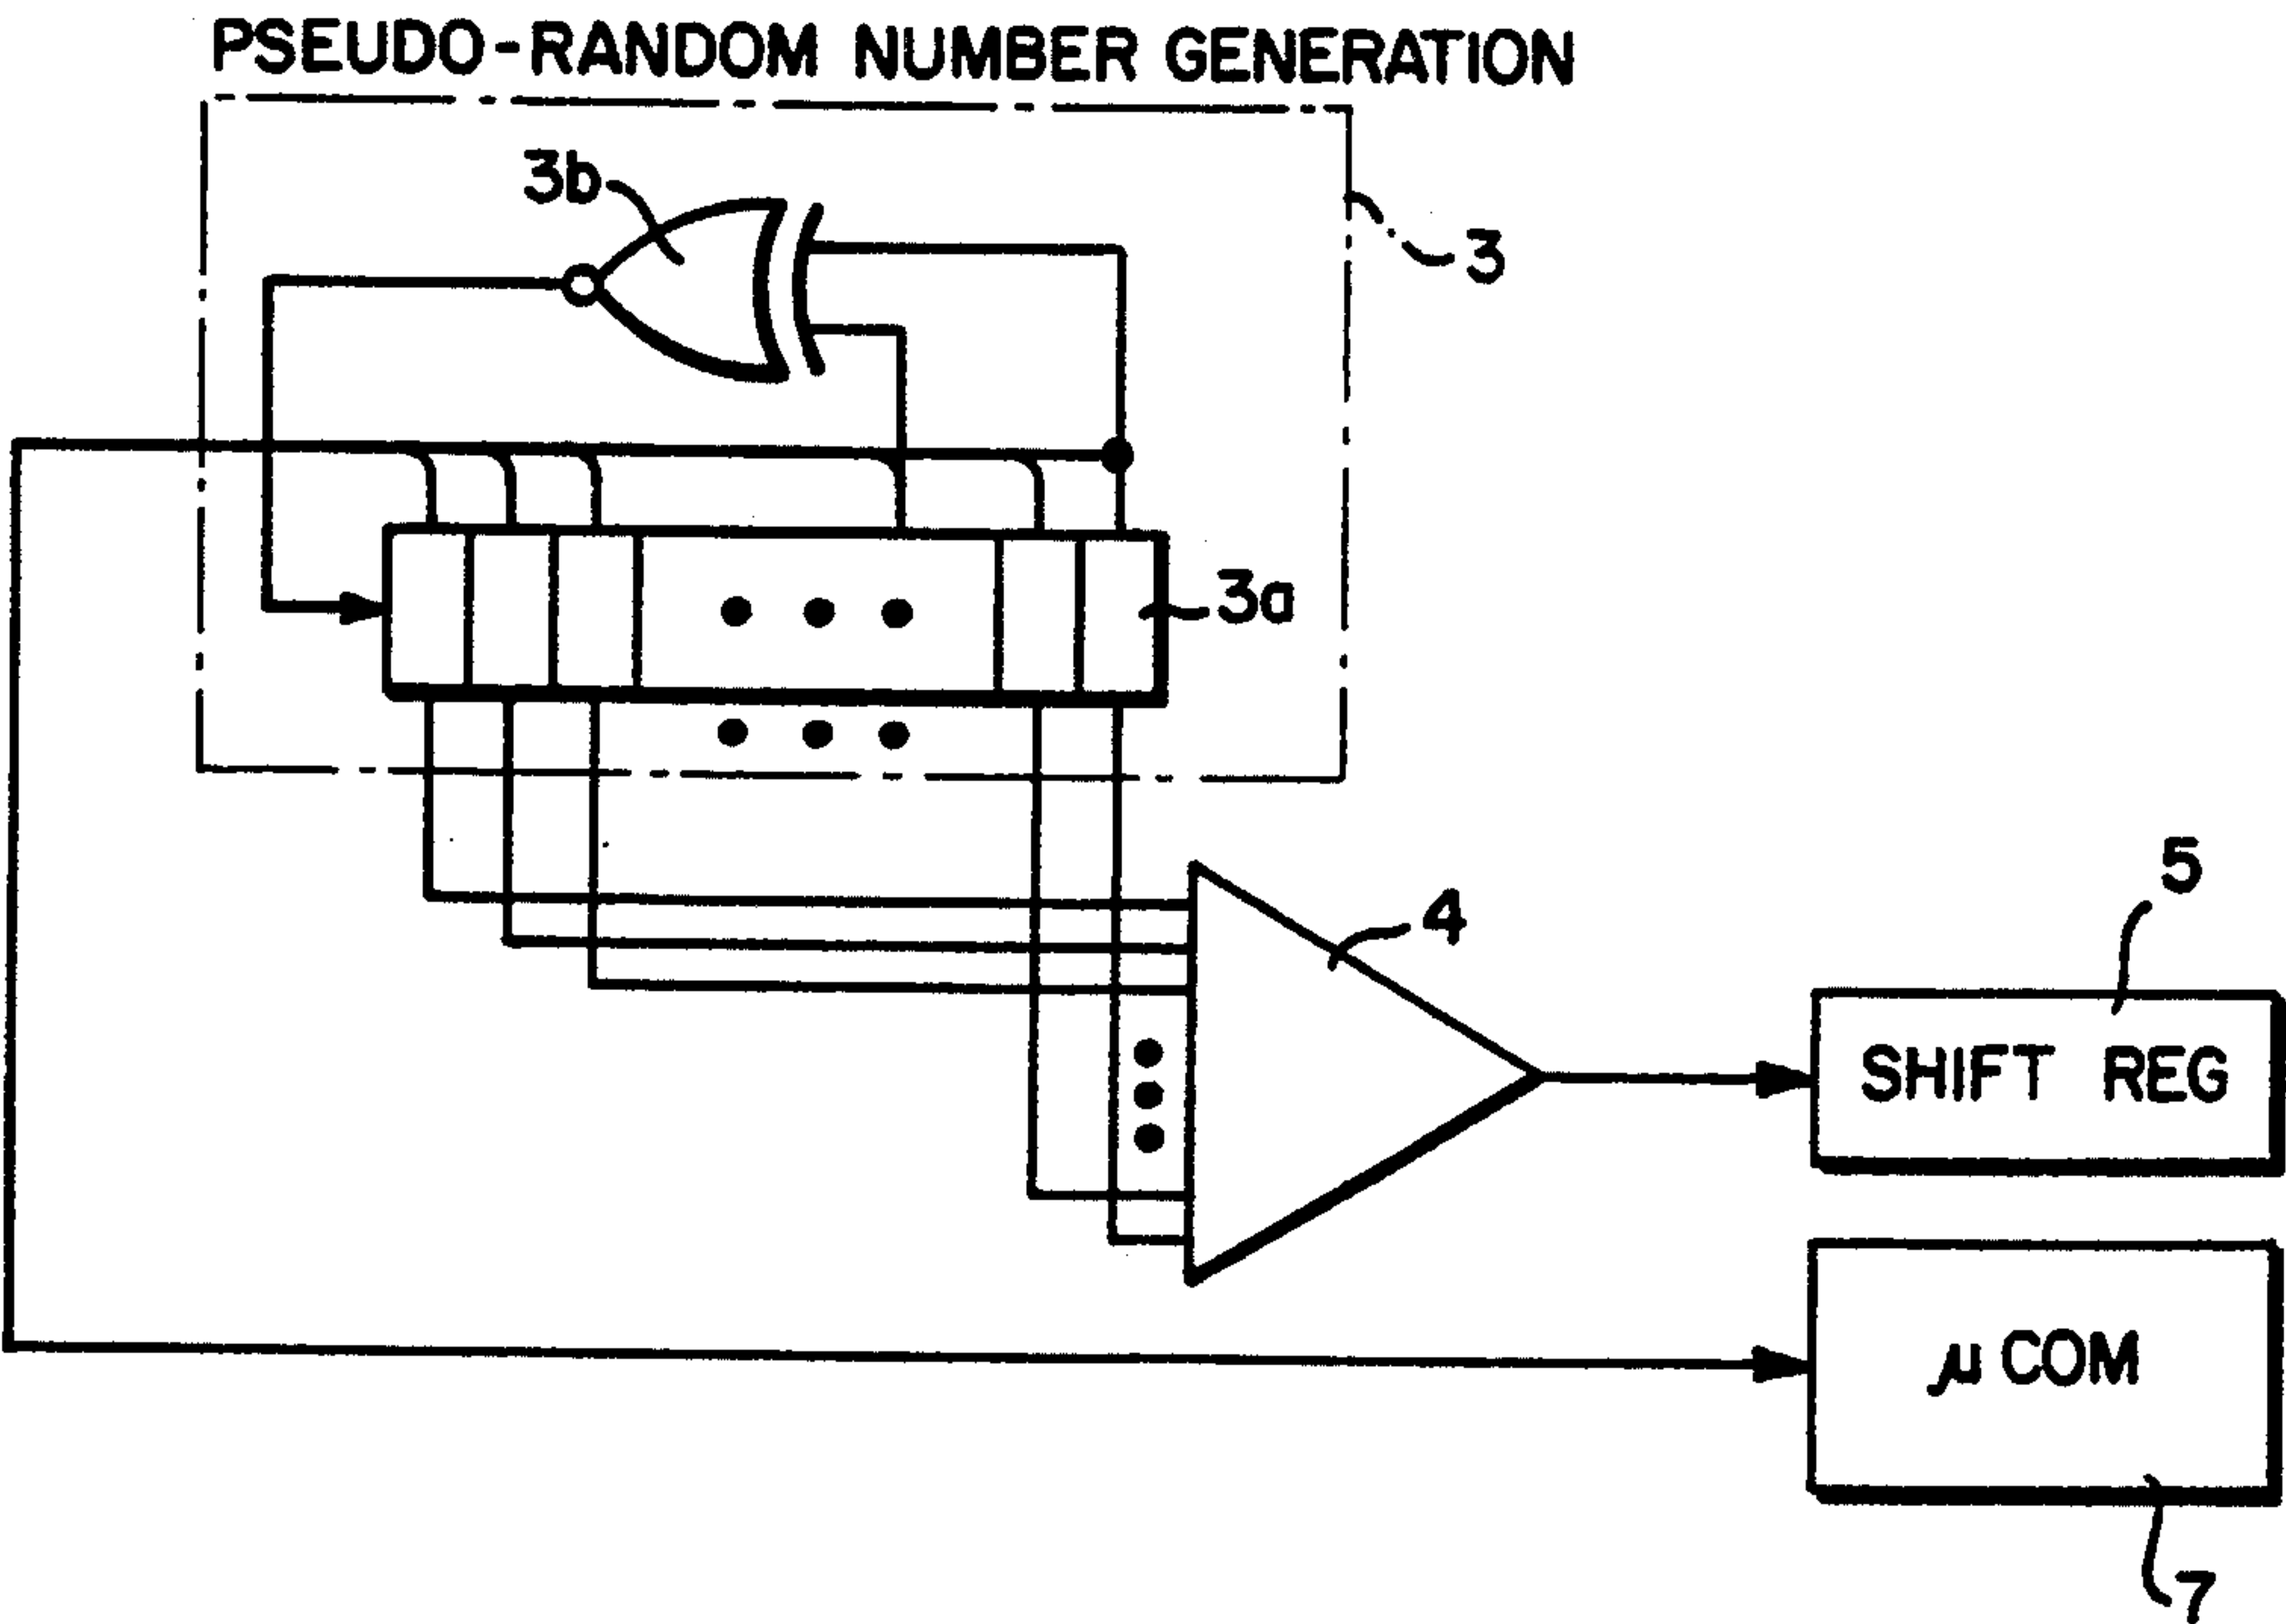 PSEUDO-RANDOM NUMBER GENERATION
3b
3
3a
4
5
SHIFT REG
μ COM
7